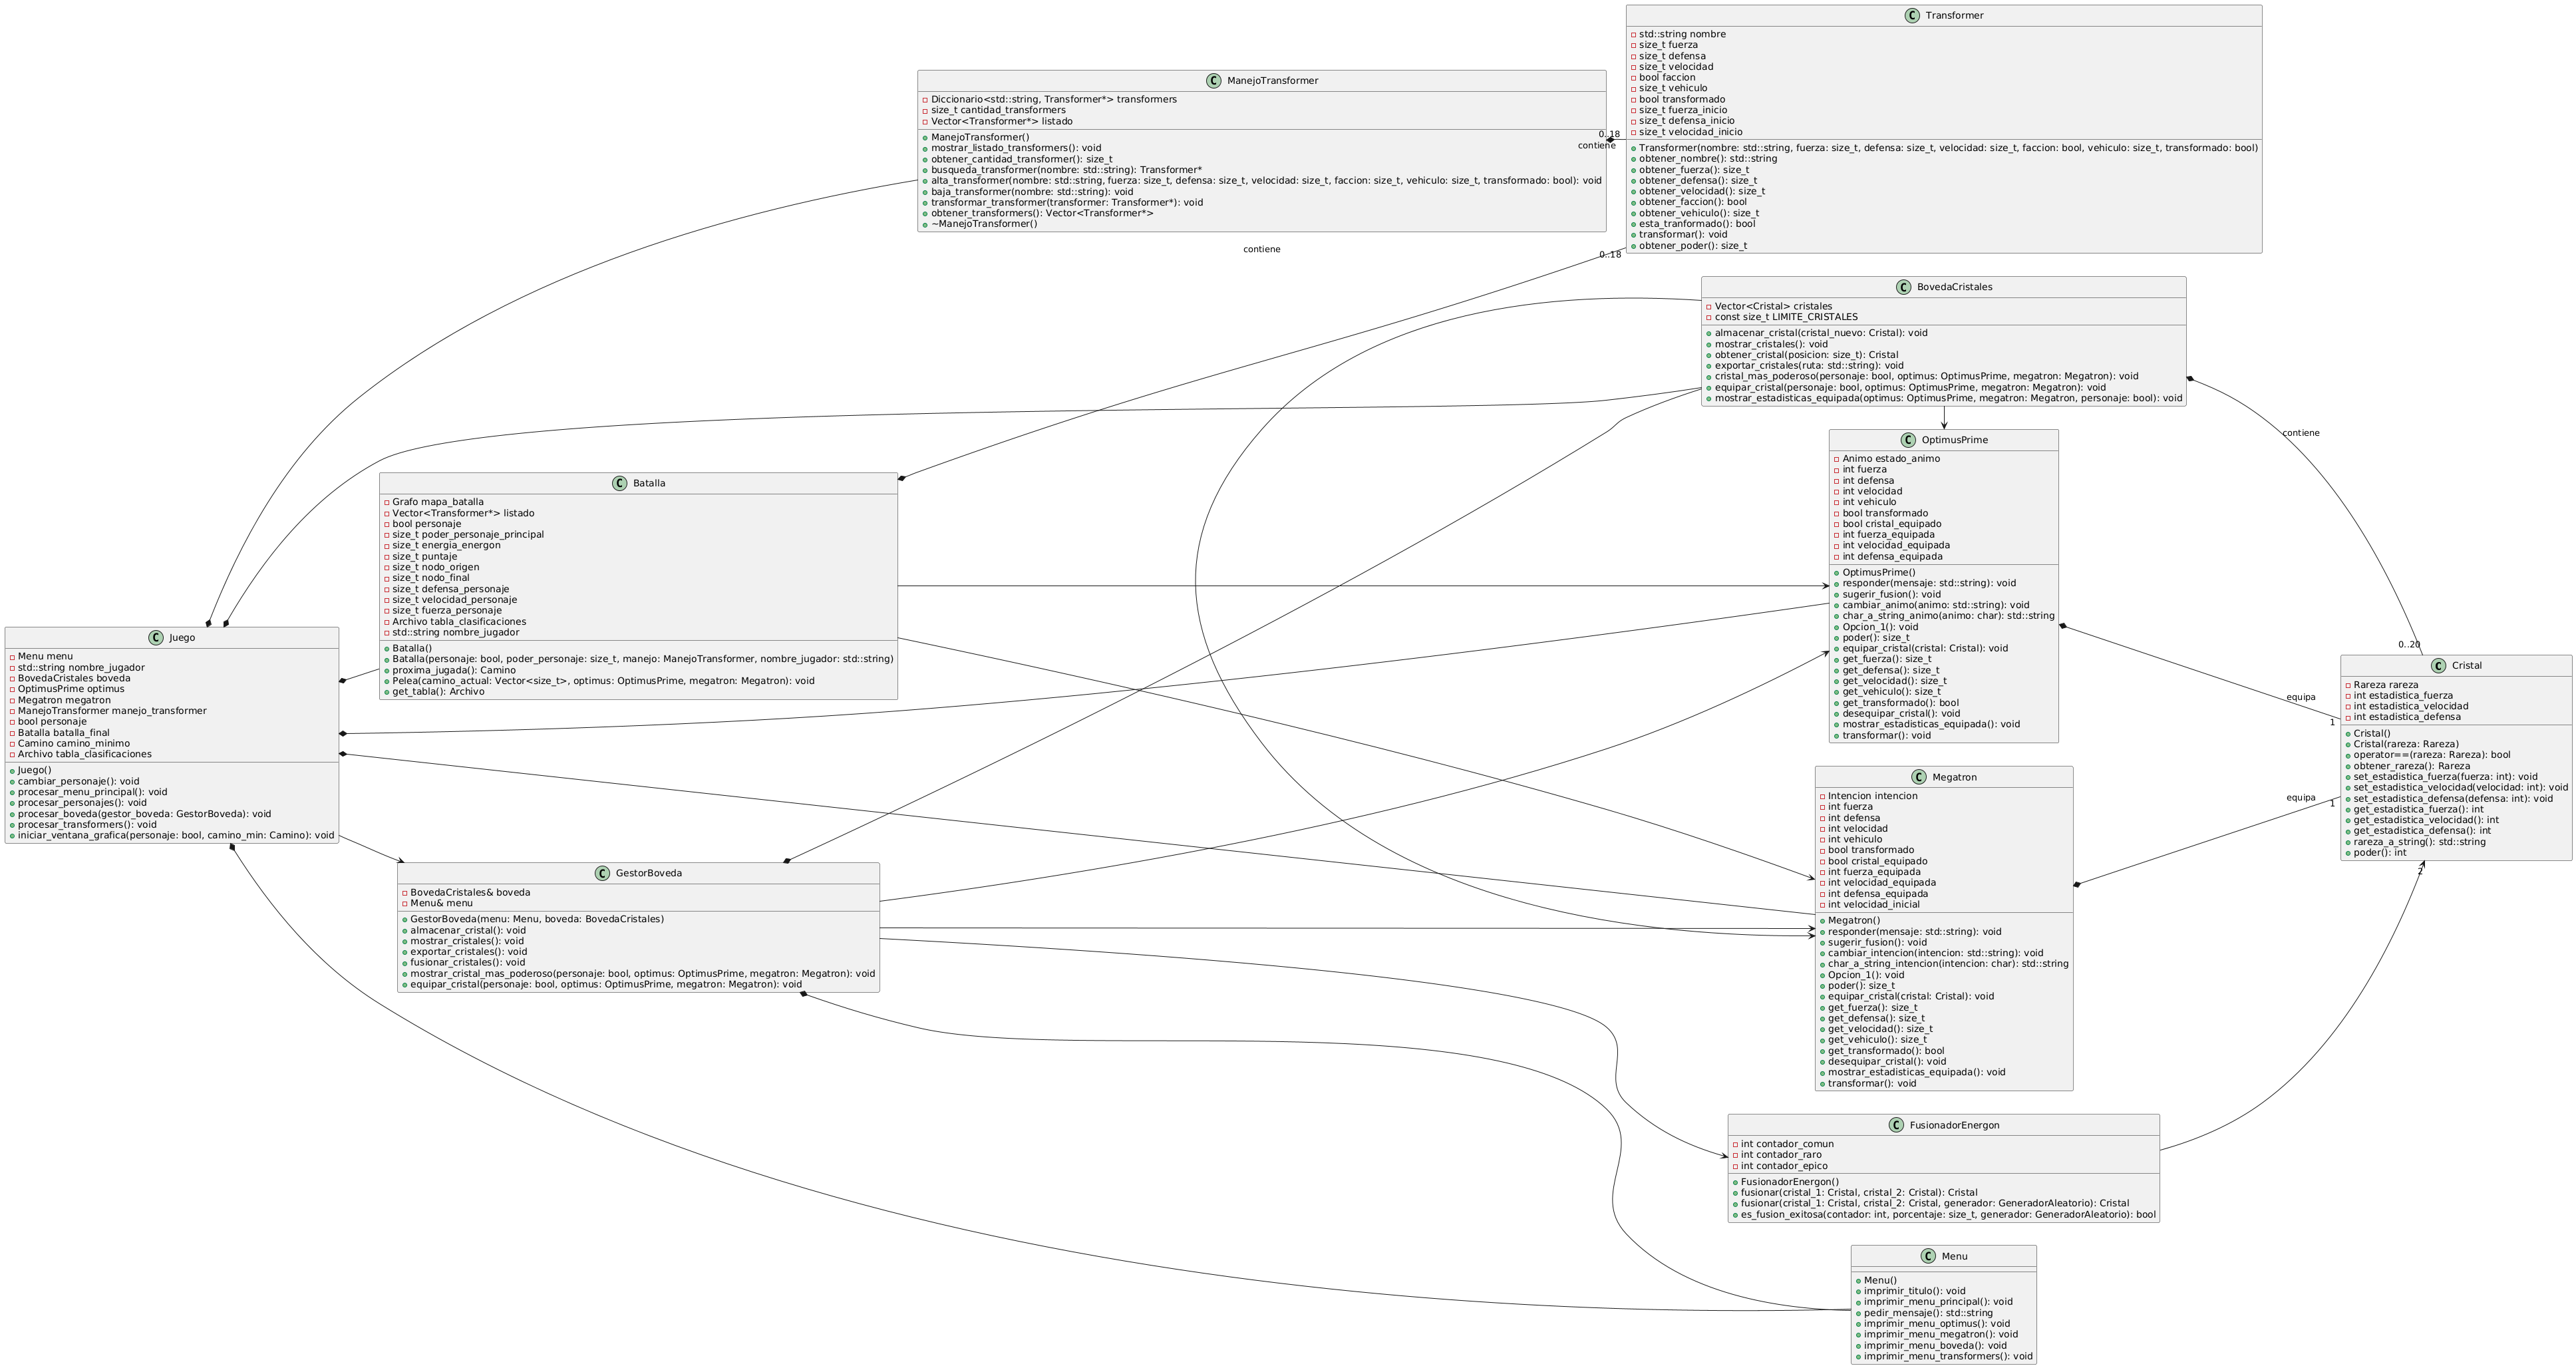 Transformer
std::string nombre
size_t fuerza
size_t defensa
size_t velocidad
bool faccion
size_t vehiculo
bool transformado
size_t fuerza_inicio
size_t defensa_inicio
size_t velocidad_inicio
Transformer(nombre: std::string, fuerza: size_t, defensa: size_t, velocidad: size_t, faccion: bool, vehiculo: size_t, transformado: bool)
obtener_nombre(): std::string
obtener_fuerza(): size_t
obtener_defensa(): size_t
obtener_velocidad(): size_t
obtener_faccion(): bool
obtener_vehiculo(): size_t
esta_tranformado(): bool
transformar(): void
obtener_poder(): size_t
ManejoTransformer
Diccionario<std::string, Transformer*> transformers
size_t cantidad_transformers
Vector<Transformer*> listado
ManejoTransformer()
mostrar_listado_transformers(): void
obtener_cantidad_transformer(): size_t
busqueda_transformer(nombre: std::string): Transformer*
alta_transformer(nombre: std::string, fuerza: size_t, defensa: size_t, velocidad: size_t, faccion: size_t, vehiculo: size_t, transformado: bool): void
baja_transformer(nombre: std::string): void
transformar_transformer(transformer: Transformer*): void
obtener_transformers(): Vector<Transformer*>
~ManejoTransformer()
0..18
contiene
contiene
0..18
BovedaCristales
Vector<Cristal> cristales
const size_t LIMITE_CRISTALES
almacenar_cristal(cristal_nuevo: Cristal): void
mostrar_cristales(): void
obtener_cristal(posicion: size_t): Cristal
exportar_cristales(ruta: std::string): void
cristal_mas_poderoso(personaje: bool, optimus: OptimusPrime, megatron: Megatron): void
equipar_cristal(personaje: bool, optimus: OptimusPrime, megatron: Megatron): void
mostrar_estadisticas_equipada(optimus: OptimusPrime, megatron: Megatron, personaje: bool): void
contiene
0..20
OptimusPrime
Animo estado_animo
int fuerza
int defensa
int velocidad
int vehiculo
bool transformado
bool cristal_equipado
int fuerza_equipada
int velocidad_equipada
int defensa_equipada
OptimusPrime()
responder(mensaje: std::string): void
sugerir_fusion(): void
cambiar_animo(animo: std::string): void
char_a_string_animo(animo: char): std::string
Opcion_1(): void
poder(): size_t
equipar_cristal(cristal: Cristal): void
get_fuerza(): size_t
get_defensa(): size_t
get_velocidad(): size_t
get_vehiculo(): size_t
get_transformado(): bool
desequipar_cristal(): void
mostrar_estadisticas_equipada(): void
transformar(): void
Batalla
Grafo mapa_batalla
Vector<Transformer*> listado
bool personaje
size_t poder_personaje_principal
size_t energia_energon
size_t puntaje
size_t nodo_origen
size_t nodo_final
size_t defensa_personaje
size_t velocidad_personaje
size_t fuerza_personaje
Archivo tabla_clasificaciones
std::string nombre_jugador
Batalla()
Batalla(personaje: bool, poder_personaje: size_t, manejo: ManejoTransformer, nombre_jugador: std::string)
proxima_jugada(): Camino
Pelea(camino_actual: Vector<size_t>, optimus: OptimusPrime, megatron: Megatron): void
get_tabla(): Archivo
Juego
Menu menu
std::string nombre_jugador
BovedaCristales boveda
OptimusPrime optimus
Megatron megatron
ManejoTransformer manejo_transformer
bool personaje
Batalla batalla_final
Camino camino_minimo
Archivo tabla_clasificaciones
Juego()
cambiar_personaje(): void
procesar_menu_principal(): void
procesar_personajes(): void
procesar_boveda(gestor_boveda: GestorBoveda): void
procesar_transformers(): void
iniciar_ventana_grafica(personaje: bool, camino_min: Camino): void
Cristal
Rareza rareza
int estadistica_fuerza
int estadistica_velocidad
int estadistica_defensa
Cristal()
Cristal(rareza: Rareza)
operator==(rareza: Rareza): bool
obtener_rareza(): Rareza
set_estadistica_fuerza(fuerza: int): void
set_estadistica_velocidad(velocidad: int): void
set_estadistica_defensa(defensa: int): void
get_estadistica_fuerza(): int
get_estadistica_velocidad(): int
get_estadistica_defensa(): int
rareza_a_string(): std::string
poder(): int
equipa
1
equipa
1
2
Megatron
Intencion intencion
int fuerza
int defensa
int velocidad
int vehiculo
bool transformado
bool cristal_equipado
int fuerza_equipada
int velocidad_equipada
int defensa_equipada
int velocidad_inicial
Megatron()
responder(mensaje: std::string): void
sugerir_fusion(): void
cambiar_intencion(intencion: std::string): void
char_a_string_intencion(intencion: char): std::string
Opcion_1(): void
poder(): size_t
equipar_cristal(cristal: Cristal): void
get_fuerza(): size_t
get_defensa(): size_t
get_velocidad(): size_t
get_vehiculo(): size_t
get_transformado(): bool
desequipar_cristal(): void
mostrar_estadisticas_equipada(): void
transformar(): void
GestorBoveda
BovedaCristales& boveda
Menu& menu
GestorBoveda(menu: Menu, boveda: BovedaCristales)
almacenar_cristal(): void
mostrar_cristales(): void
exportar_cristales(): void
fusionar_cristales(): void
mostrar_cristal_mas_poderoso(personaje: bool, optimus: OptimusPrime, megatron: Megatron): void
equipar_cristal(personaje: bool, optimus: OptimusPrime, megatron: Megatron): void
FusionadorEnergon
int contador_comun
int contador_raro
int contador_epico
FusionadorEnergon()
fusionar(cristal_1: Cristal, cristal_2: Cristal): Cristal
fusionar(cristal_1: Cristal, cristal_2: Cristal, generador: GeneradorAleatorio): Cristal
es_fusion_exitosa(contador: int, porcentaje: size_t, generador: GeneradorAleatorio): bool
Menu
Menu()
imprimir_titulo(): void
imprimir_menu_principal(): void
pedir_mensaje(): std::string
imprimir_menu_optimus(): void
imprimir_menu_megatron(): void
imprimir_menu_boveda(): void
imprimir_menu_transformers(): void